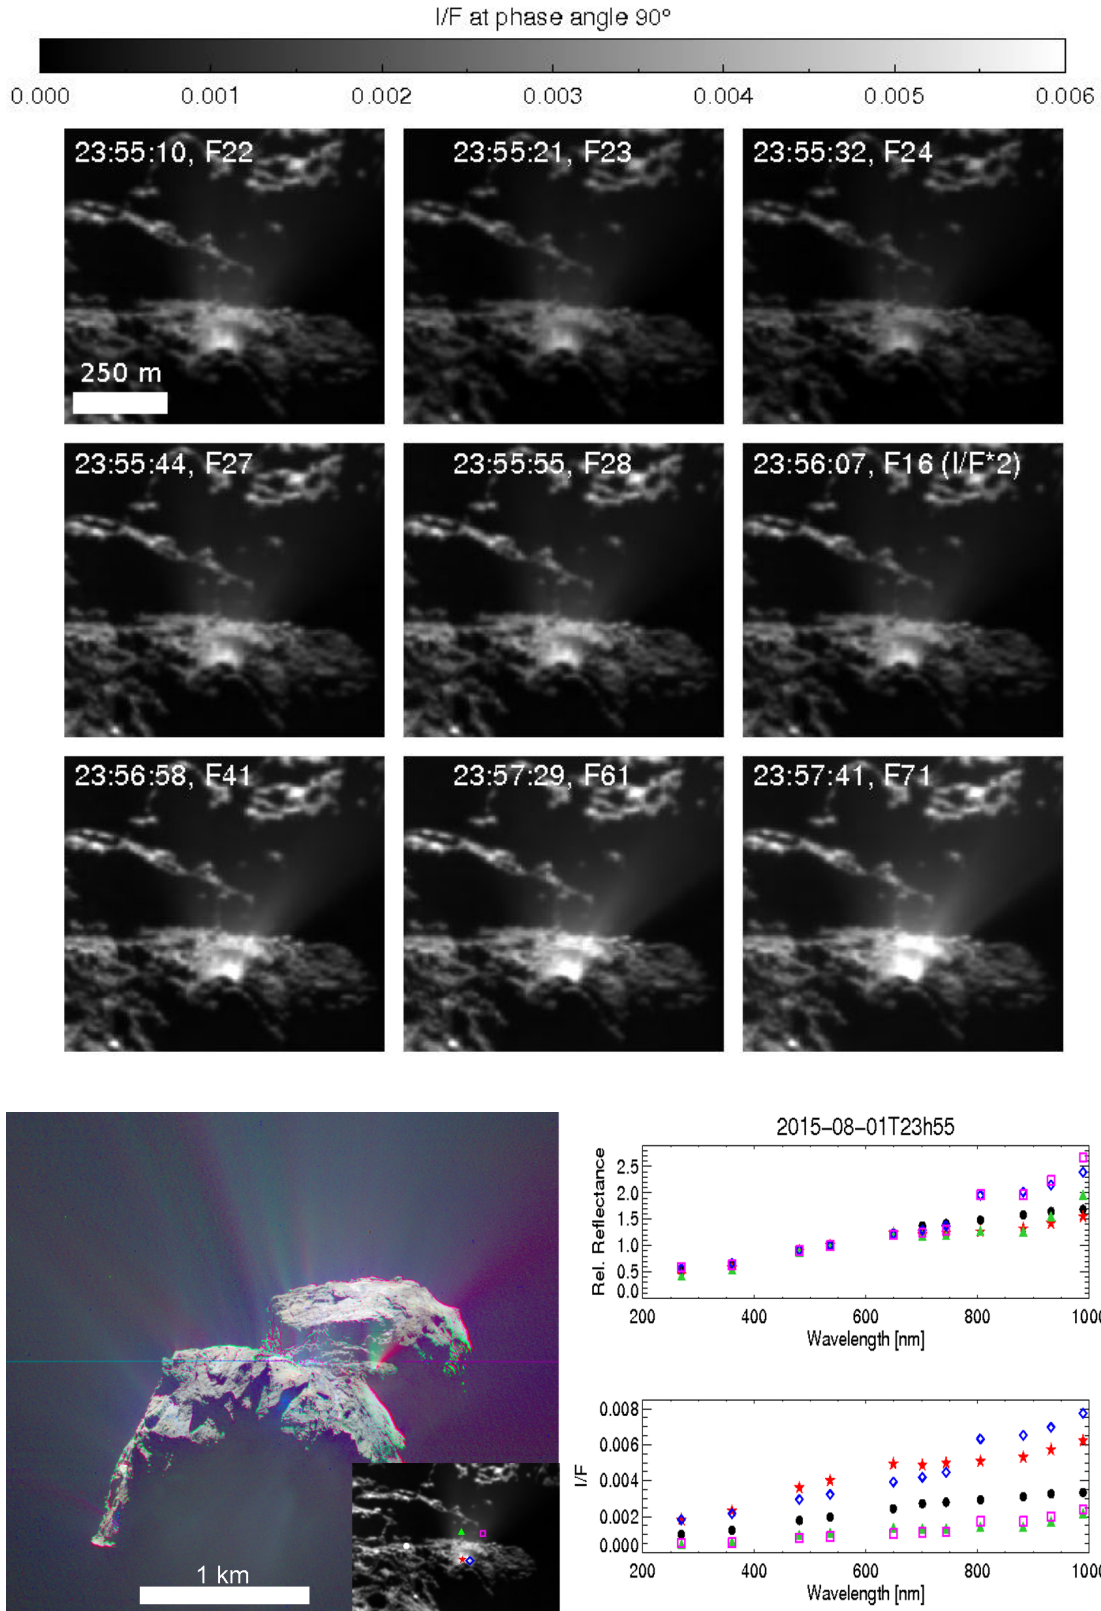 I/F at phase angle 90°
0.000 0.001 0.002 0.003 0.004 0.005 0.006
23:55:10, F22
23:55:21, F23
23:55:32, F24
250 m
23:55:44, F27
23:55:55, F28
23:56:07, F16 (I/F*2)
23:56:58, F41
23:57:29, F61
23:57:41, F71
1 km
2015-08-01T23h55
Rel. Reflectance
2.5
2.0
1.5
1.0
0.5
0.0
200 400 600 800 1000
Wavelength [nm]
I/F
0.008
0.006
0.004
0.002
0.000
200 400 600 800 1000
Wavelength [nm]